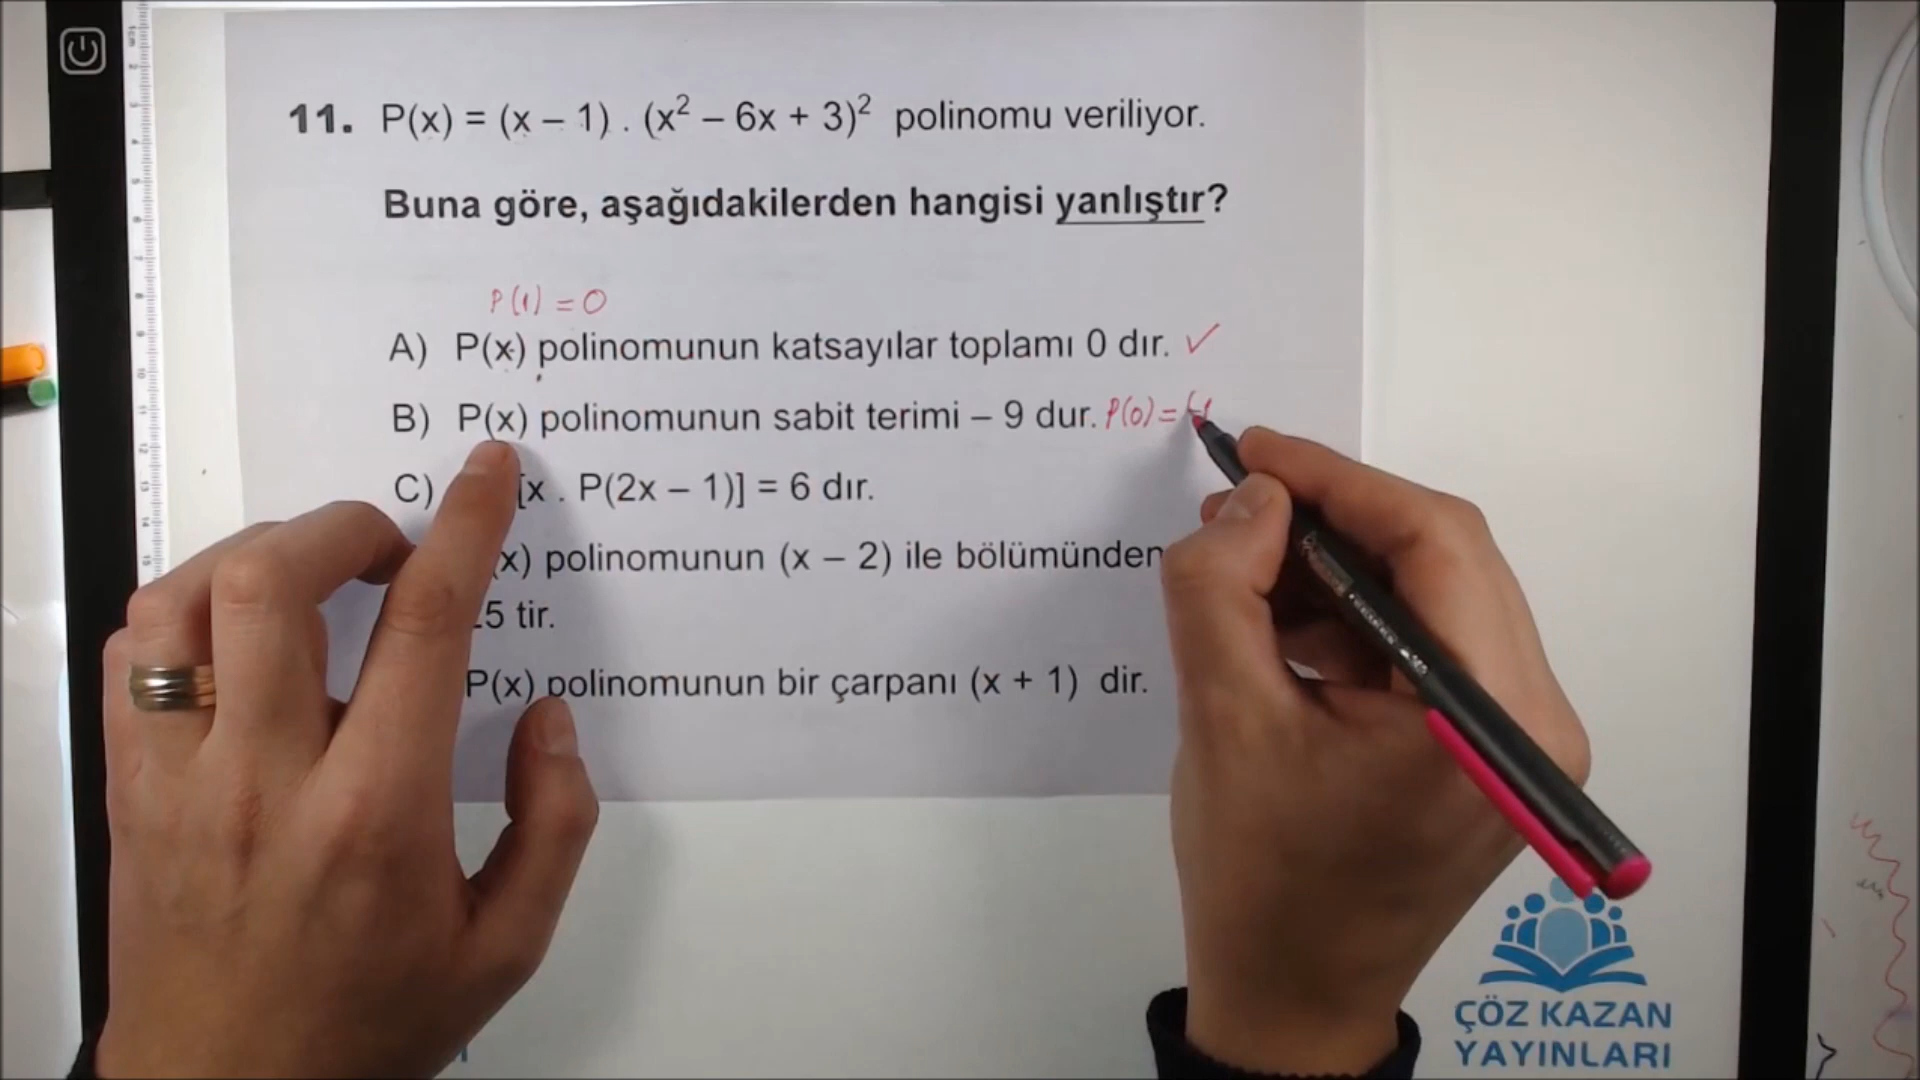 11. P(x) = (x – 1) . (x² – 6x + 3)² polinomu veriliyor.
Buna göre, aşağıdakilerden hangisi yanlıştır?
P(1) = 0
A) P(x) polinomunun katsayılar toplamı 0 dır. ✓
B) P(x) polinomunun sabit terimi – 9 dur. P(0) =
C) [x . P(2x – 1)] = 6 dır.
(x) polinomunun (x – 2) ile bölümünden
5 tir.
P(x) polinomunun bir çarpanı (x + 1) dir.
ÇÖZ KAZAN
YAYINLARI